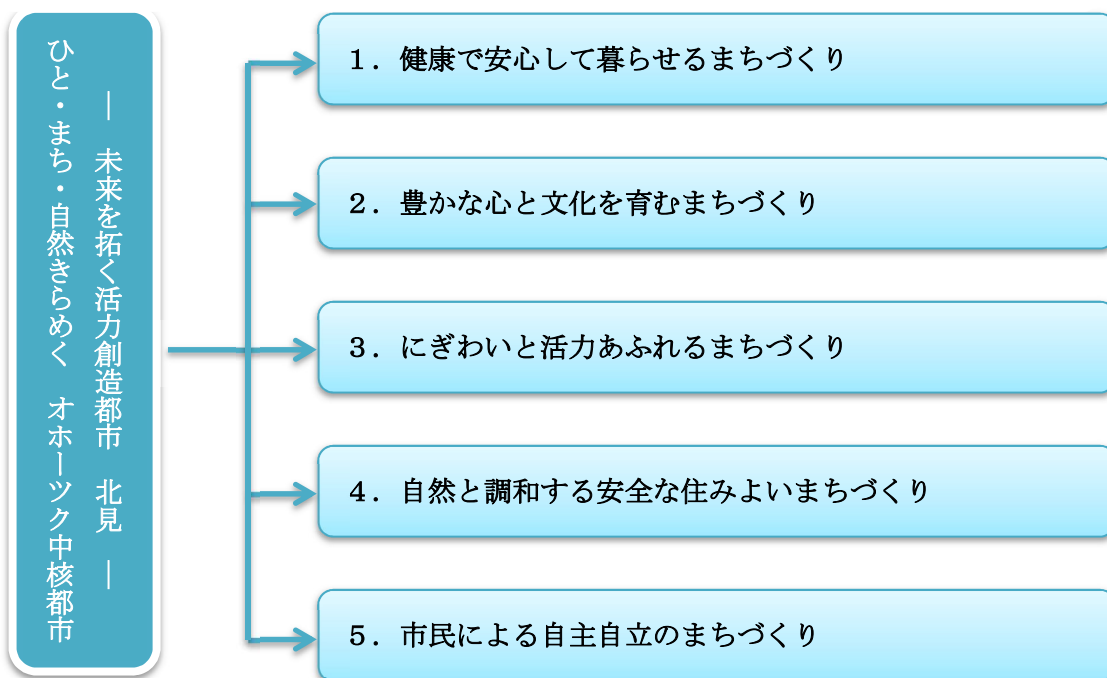 ひと・まち・自然きらめく　オホーツク中核都市
― 未来を拓く活力創造都市　北見 ―
１．健康で安心して暮らせるまちづくり
２．豊かな心と文化を育むまちづくり
３．にぎわいと活力あふれるまちづくり
４．自然と調和する安全な住みよいまちづくり
５．市民による自主自立のまちづくり